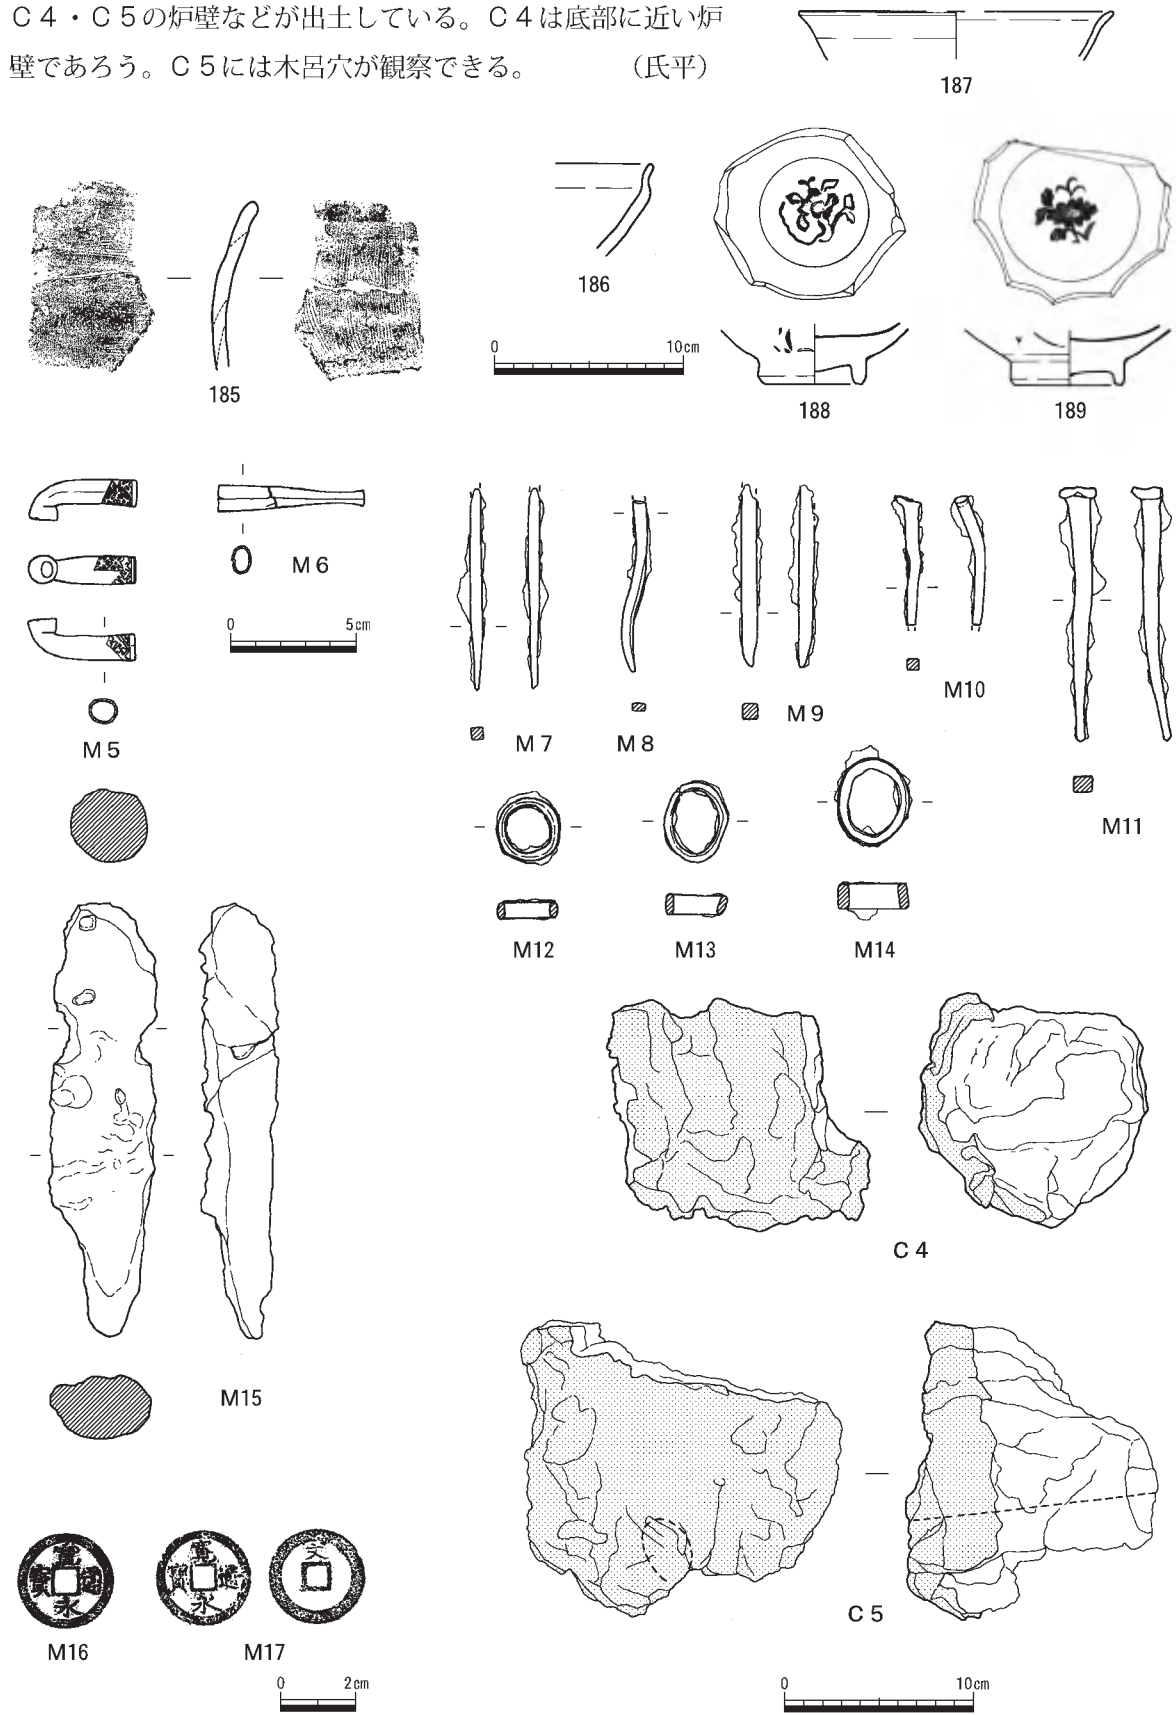 Ｃ４・Ｃ５の炉壁などが出土している。Ｃ４は底部に近い炉
壁であろう。Ｃ５には木呂穴が観察できる。　　　（氏平）
187
185
186
0 10cm
188
189
M5
M6
0 5cm
M7
M8
M9
M10
M11
M12
M13
M14
M15
C4
C5
寛永通寳
M16
寛永通寳
文
M17
0 2cm
0 10cm